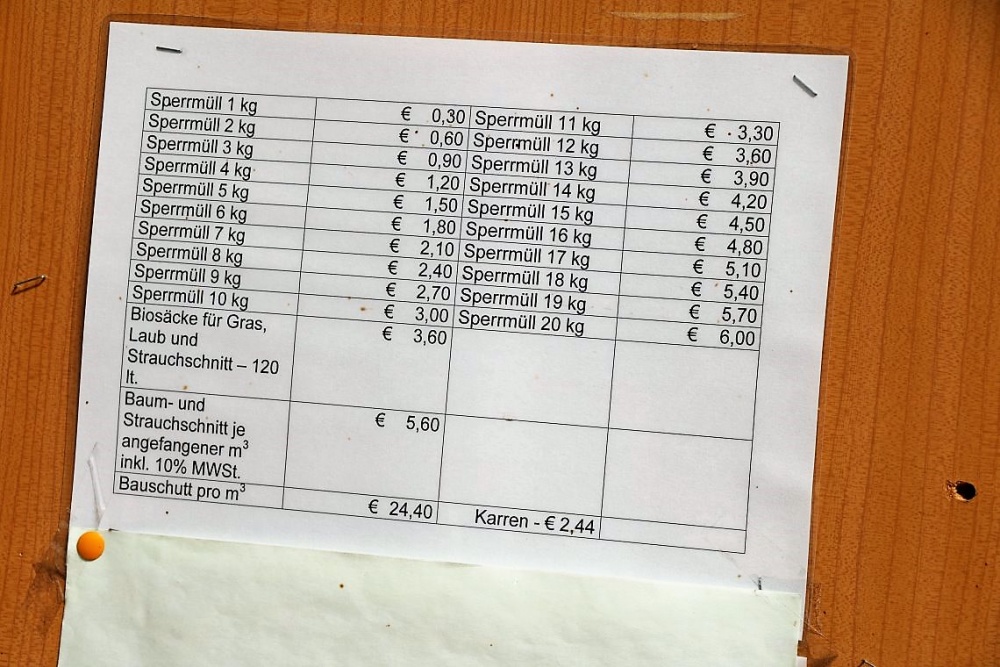 Sperrmüll 1 kg € 0,30 Sperrmüll 11 kg € 3,30
Sperrmüll 2 kg € 0,60 Sperrmüll 12 kg € 3,60
Sperrmüll 3 kg € 0,90 Sperrmüll 13 kg € 3,90
Sperrmüll 4 kg € 1,20 Sperrmüll 14 kg € 4,20
Sperrmüll 5 kg € 1,50 Sperrmüll 15 kg € 4,50
Sperrmüll 6 kg € 1,80 Sperrmüll 16 kg € 4,80
Sperrmüll 7 kg € 2,10 Sperrmüll 17 kg € 5,10
Sperrmüll 8 kg € 2,40 Sperrmüll 18 kg € 5,40
Sperrmüll 9 kg € 2,70 Sperrmüll 19 kg € 5,70
Sperrmüll 10 kg € 3,00 Sperrmüll 20 kg € 6,00
Biosäcke für Gras, € 3,60
Laub und
Strauchschnitt – 120
lt.
Baum- und € 5,60
Strauchschnitt je
angefangener m³
inkl. 10% MWSt.
Bauschutt pro m³ € 24,40 Karren - € 2,44